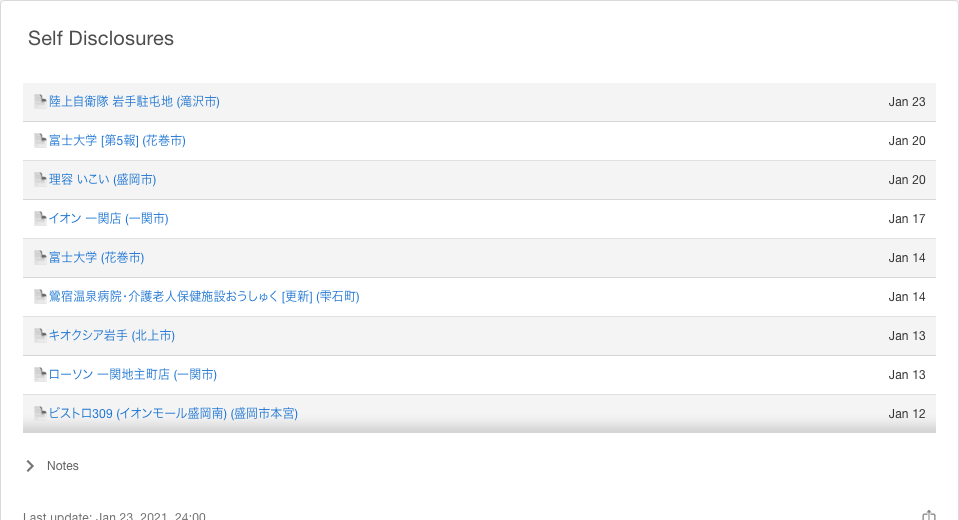 Self Disclosures
陸上自衛隊 岩手駐屯地 (滝沢市) Jan 23
富士大学 [第5報] (花巻市) Jan 20
理容 いこい (盛岡市) Jan 20
イオン 一関店 (一関市) Jan 17
富士大学 (花巻市) Jan 14
鶯宿温泉病院・介護老人保健施設おうしゅく [更新] (雫石町) Jan 14
キオクシア岩手 (北上市) Jan 13
ローソン 一関地主町店 (一関市) Jan 13
ビストロ309 (イオンモール盛岡南) (盛岡市本宮) Jan 12
Notes
Last update: Jan 23, 2021, 24:00